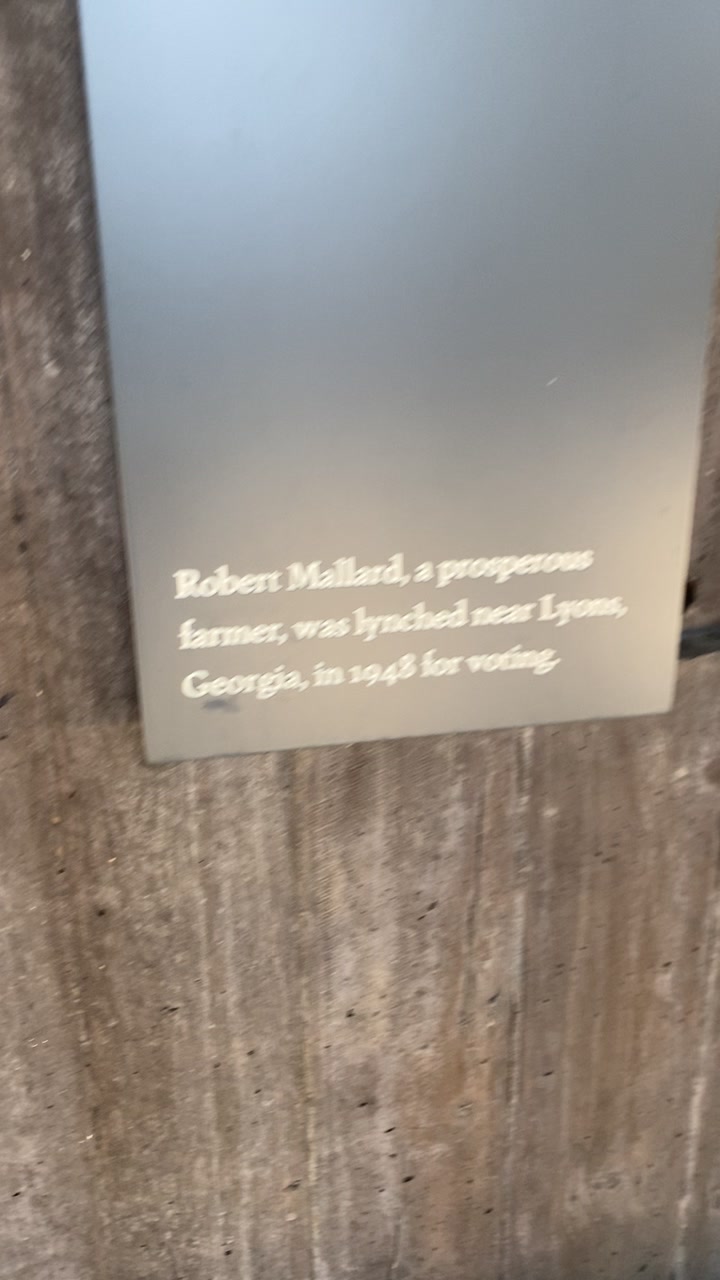 Robert Mallard, a prosperous
farmer, was lynched near Lyons,
Georgia, in 1948 for voting.